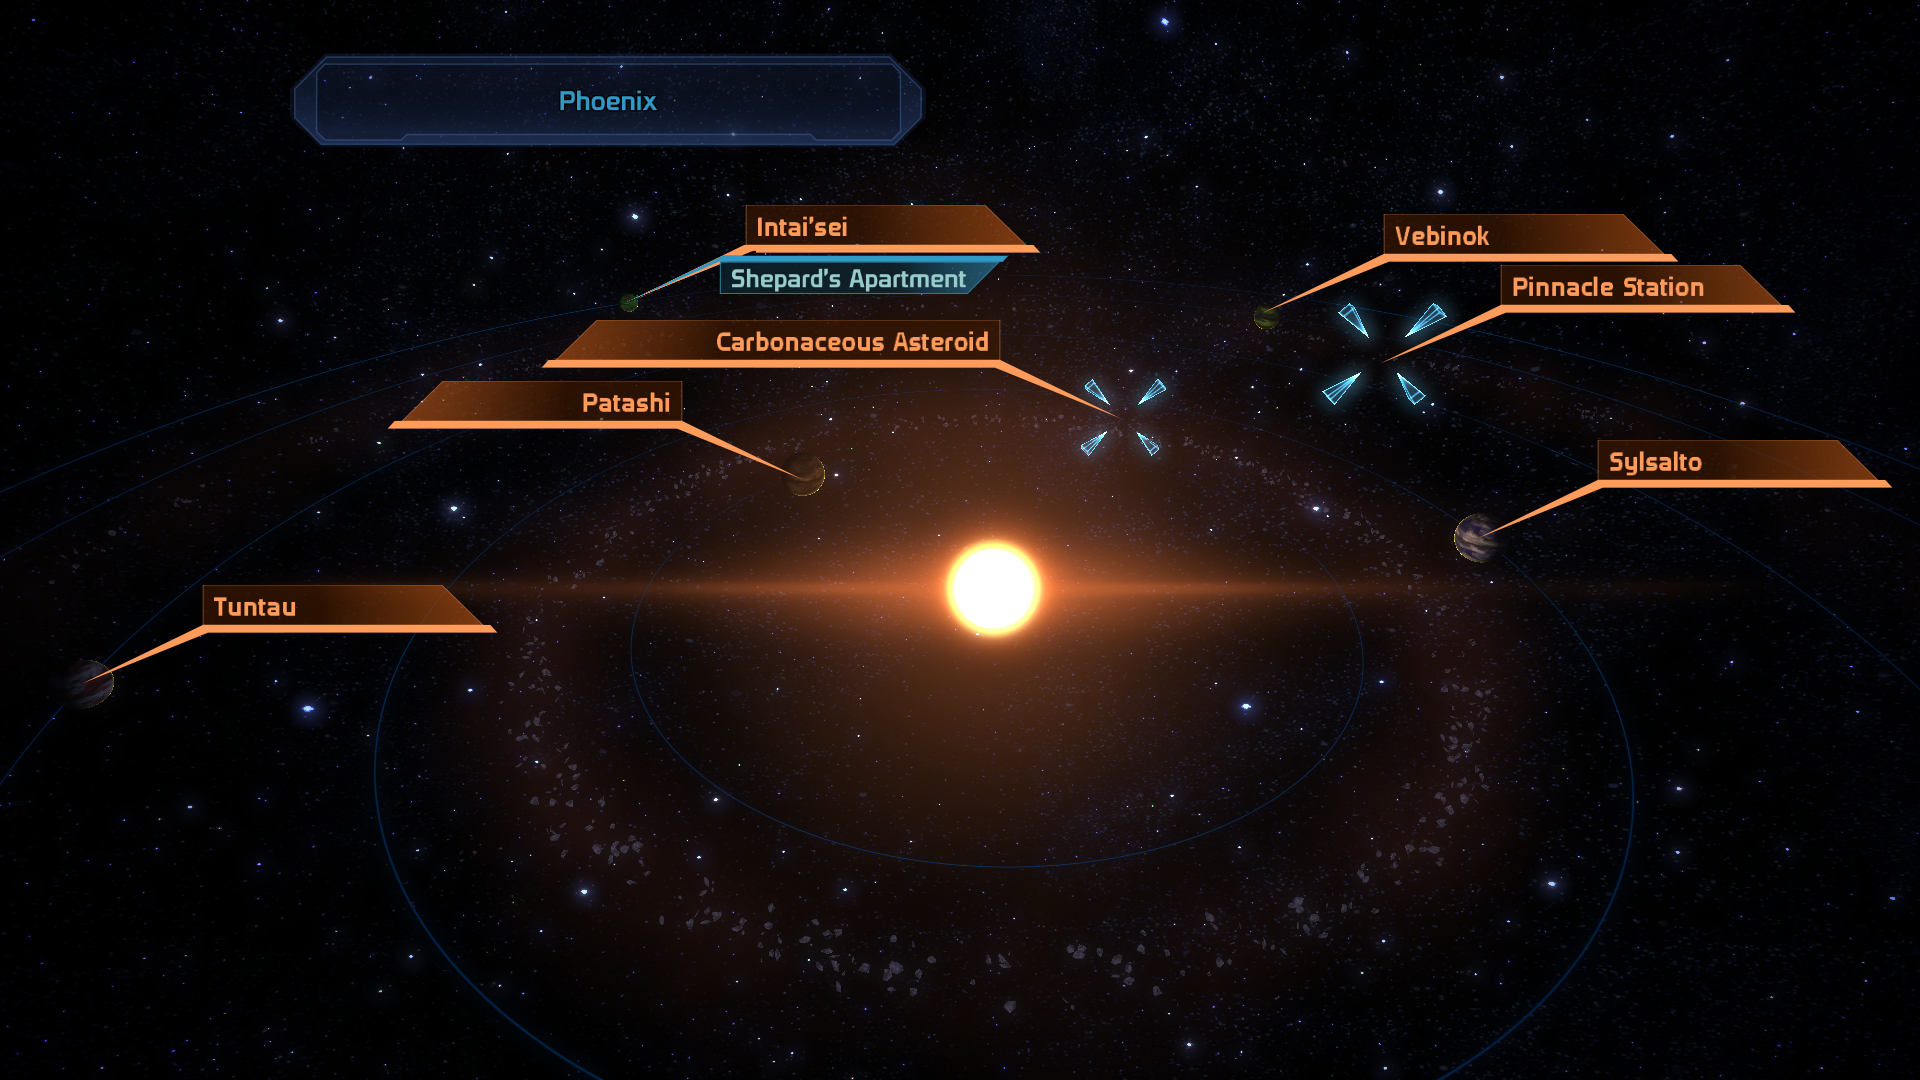 Phoenix
Intai'sei
Shepard's Apartment
Vebinok
Pinnacle Station
Carbonaceous Asteroid
Patashi
Sylsalto
Tuntau